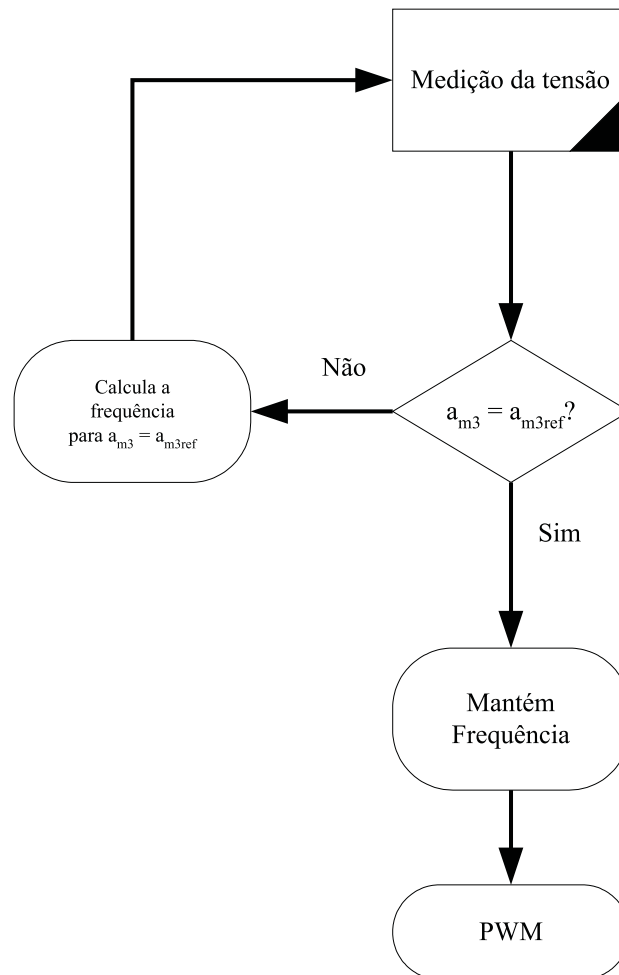 Medição da tensão
Não
Calcula a
frequência
para a_m3 = a_m3ref
a_m3 = a_m3ref?
Sim
Mantém
Frequência
PWM